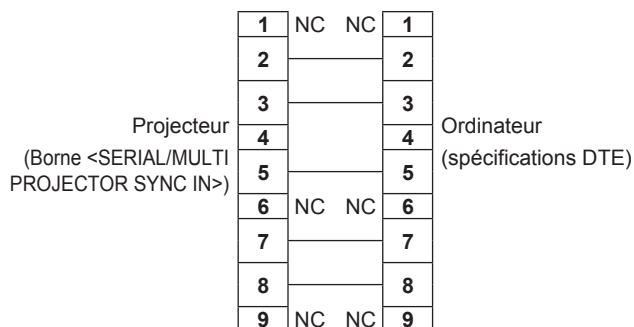 1 NC NC 1
2 2
3 3
Projecteur
(Borne <SERIAL/MULTI
PROJECTOR SYNC IN>)
4 4
Ordinateur
(spécifications DTE)
5 5
6 NC NC 6
7 7
8 8
9 NC NC 9